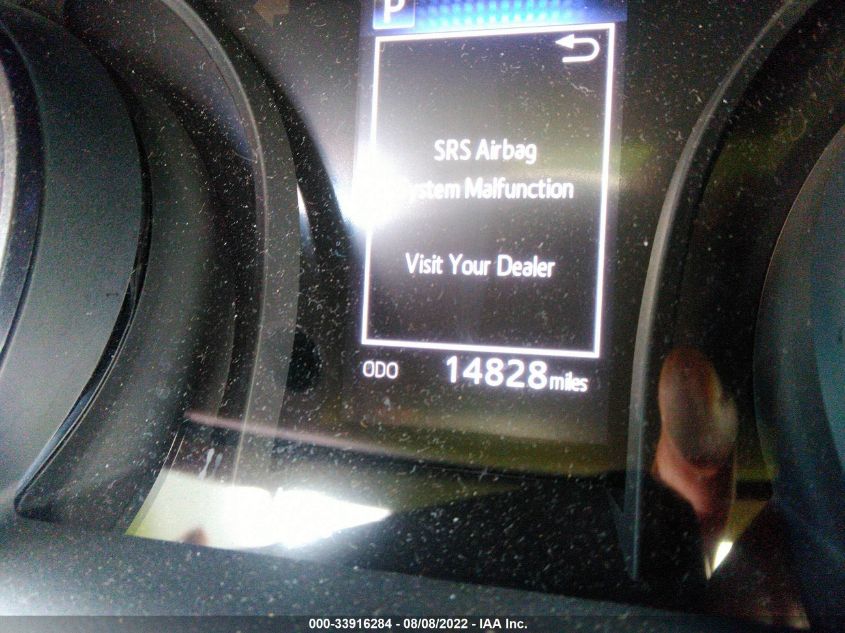 P
SRS Airbag
System Malfunction
Visit Your Dealer
ODO 14828 miles
000-33916284 - 08/08/2022 - IAA Inc.